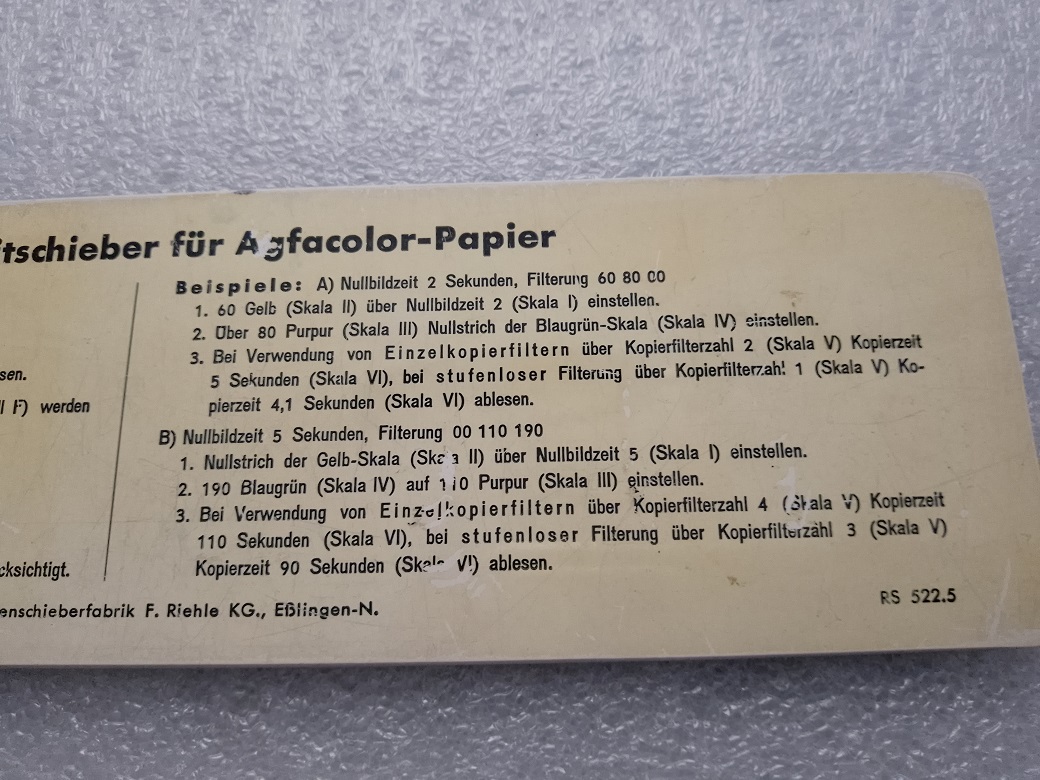 itschieber für Agfacolor-Papier
Beispiele: A) Nullbildzeit 2 Sekunden, Filterung 60 80 00
1. 60 Gelb (Skala II) über Nullbildzeit 2 (Skala I) einstellen.
2. Über 80 Purpur (Skala III) Nullstrich der Blaugrün-Skala (Skala IV) einstellen.
3. Bei Verwendung von Einzelkopierfiltern über Kopierfilterzahl 2 (Skala V) Kopierzeit
5 Sekunden (Skala VI), bei stufenloser Filterung über Kopierfilterzahl 1 (Skala V) Ko-
pierzeit 4,1 Sekunden (Skala VI) ablesen.
B) Nullbildzeit 5 Sekunden, Filterung 00 110 190
1. Nullstrich der Gelb-Skala (Skala II) über Nullbildzeit 5 (Skala I) einstellen.
2. 190 Blaugrün (Skala IV) auf 110 Purpur (Skala III) einstellen.
3. Bei Verwendung von Einzelkopierfiltern über Kopierfilterzahl 4 (Skala V) Kopierzeit
110 Sekunden (Skala VI), bei stufenloser Filterung über Kopierfilterzahl 3 (Skala V)
Kopierzeit 90 Sekunden (Skala VI) ablesen.
sen.
F) werden
cksichtigt.
enschieberfabrik F. Riehle KG., Eßlingen-N.
RS 522.5